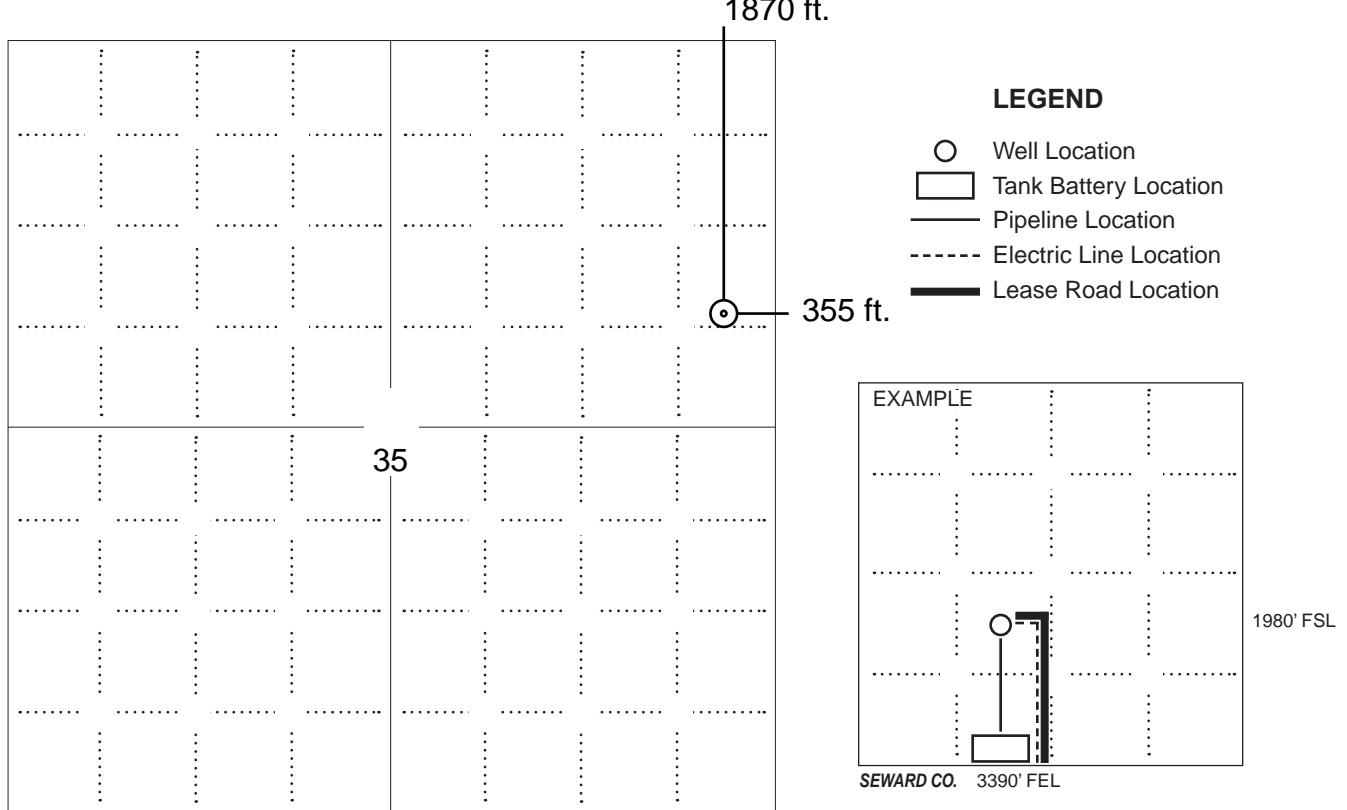 1870 ft.
LEGEND
Well Location
Tank Battery Location
Pipeline Location
Electric Line Location
Lease Road Location
355 ft.
EXAMPLE
35
1980’ FSL
SEWARD CO. 3390’ FEL